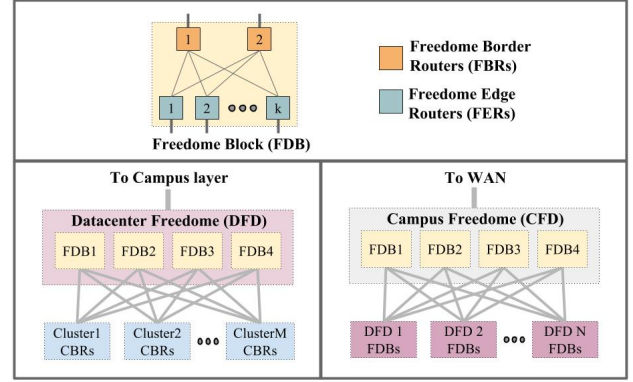 1
2
1
2
k
Freedome Block (FDB)
Freedome Border
Routers (FBRs)
Freedome Edge
Routers (FERs)
To Campus layer
Datacenter Freedome (DFD)
FDB1
FDB2
FDB3
FDB4
Cluster1
CBRs
Cluster2
CBRs
ClusterM
CBRs
To WAN
Campus Freedome (CFD)
FDB1
FDB2
FDB3
FDB4
DFD 1
FDBs
DFD 2
FDBs
DFD N
FDBs